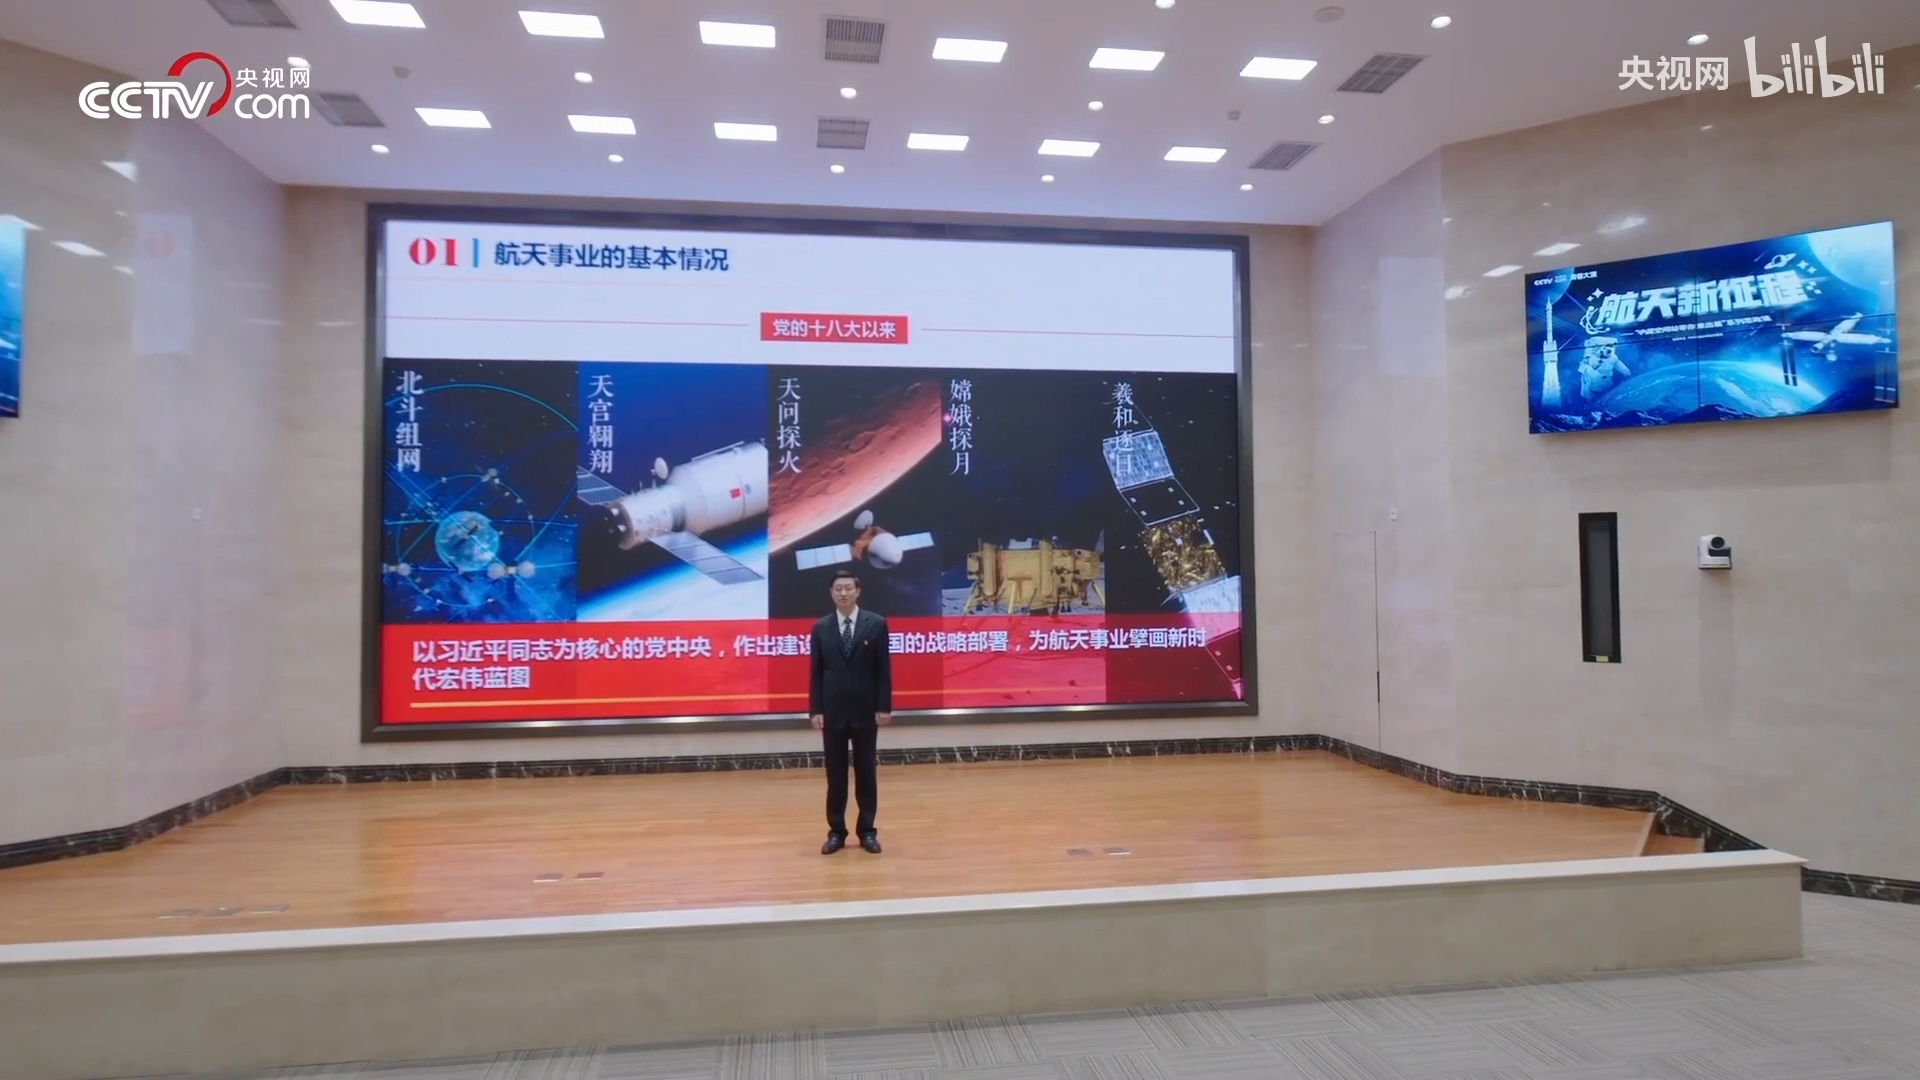 CCTV.com 央视网
央视网 bilibili
01 航天事业的基本情况
党的十八大以来
北斗组网
天宫翱翔
天问探火
嫦娥探月
羲和逐日
以习近平同志为核心的党中央，作出建设 国的战略部署，为航天事业擘画新时
代宏伟蓝图
CCTV
航天新征程